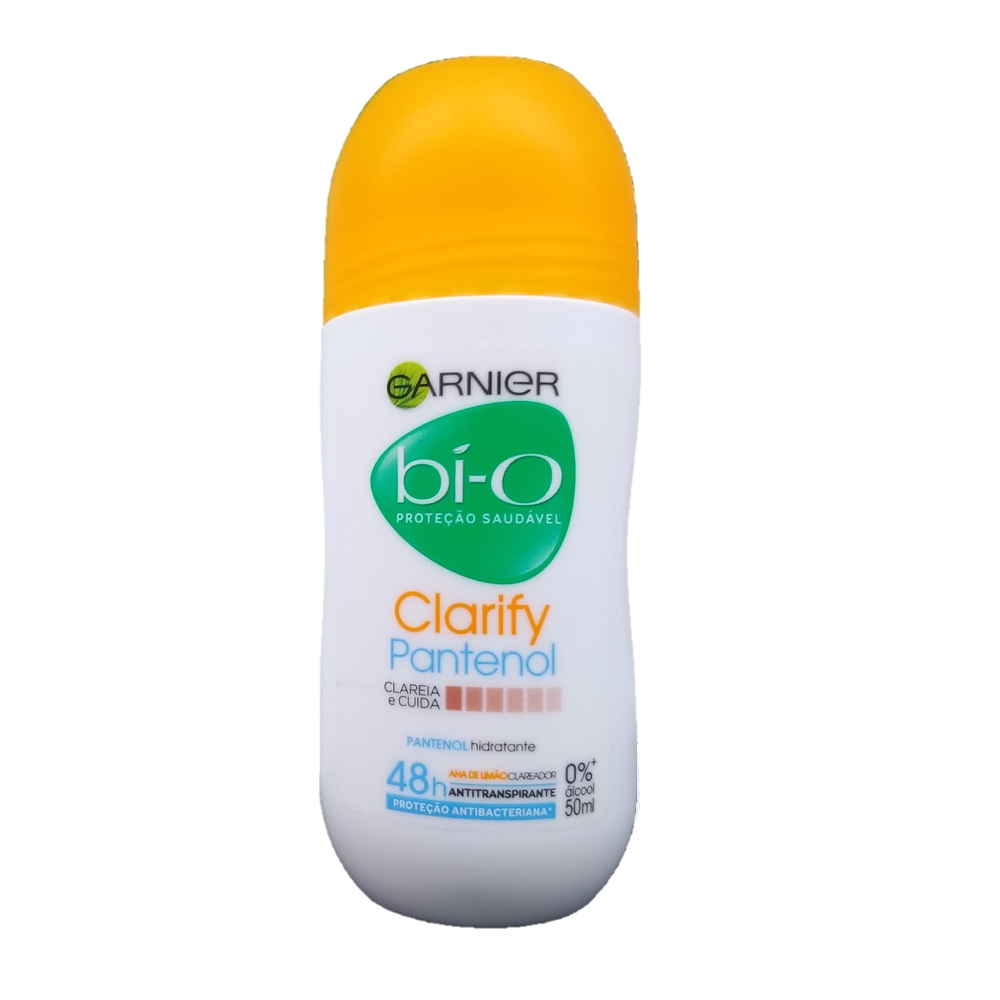 GARNIER
bí-O
PROTEÇÃO SAUDÁVEL
Clarify
Pantenol
CLAREIA
e CUIDA
PANTENOL hidratante
48h
AHA DE LIMÃO CLAREADOR
ANTITRANSPIRANTE
PROTEÇÃO ANTIBACTERIANA*
0%+
álcool
50ml